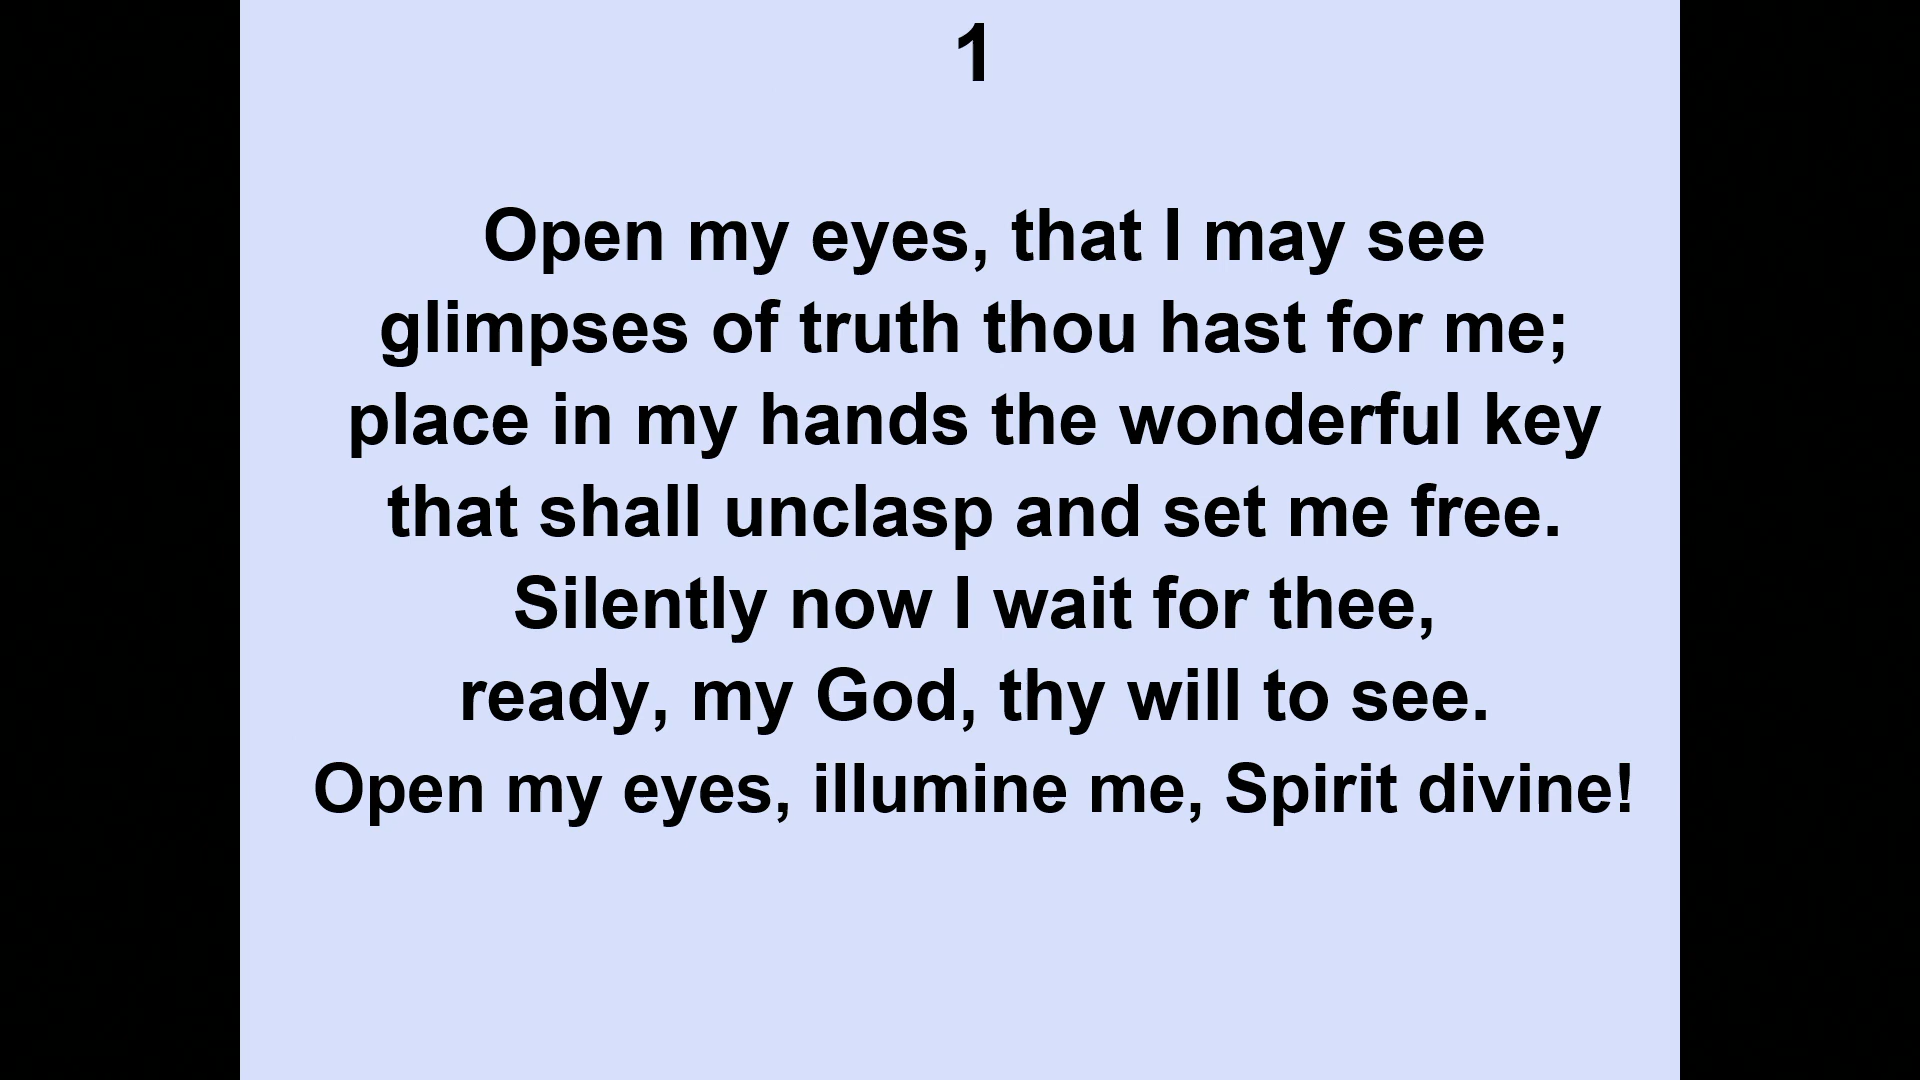 1
Open my eyes, that I may see
glimpses of truth thou hast for me;
place in my hands the wonderful key
that shall unclasp and set me free.
Silently now I wait for thee,
ready, my God, thy will to see.
Open my eyes, illumine me, Spirit divine!